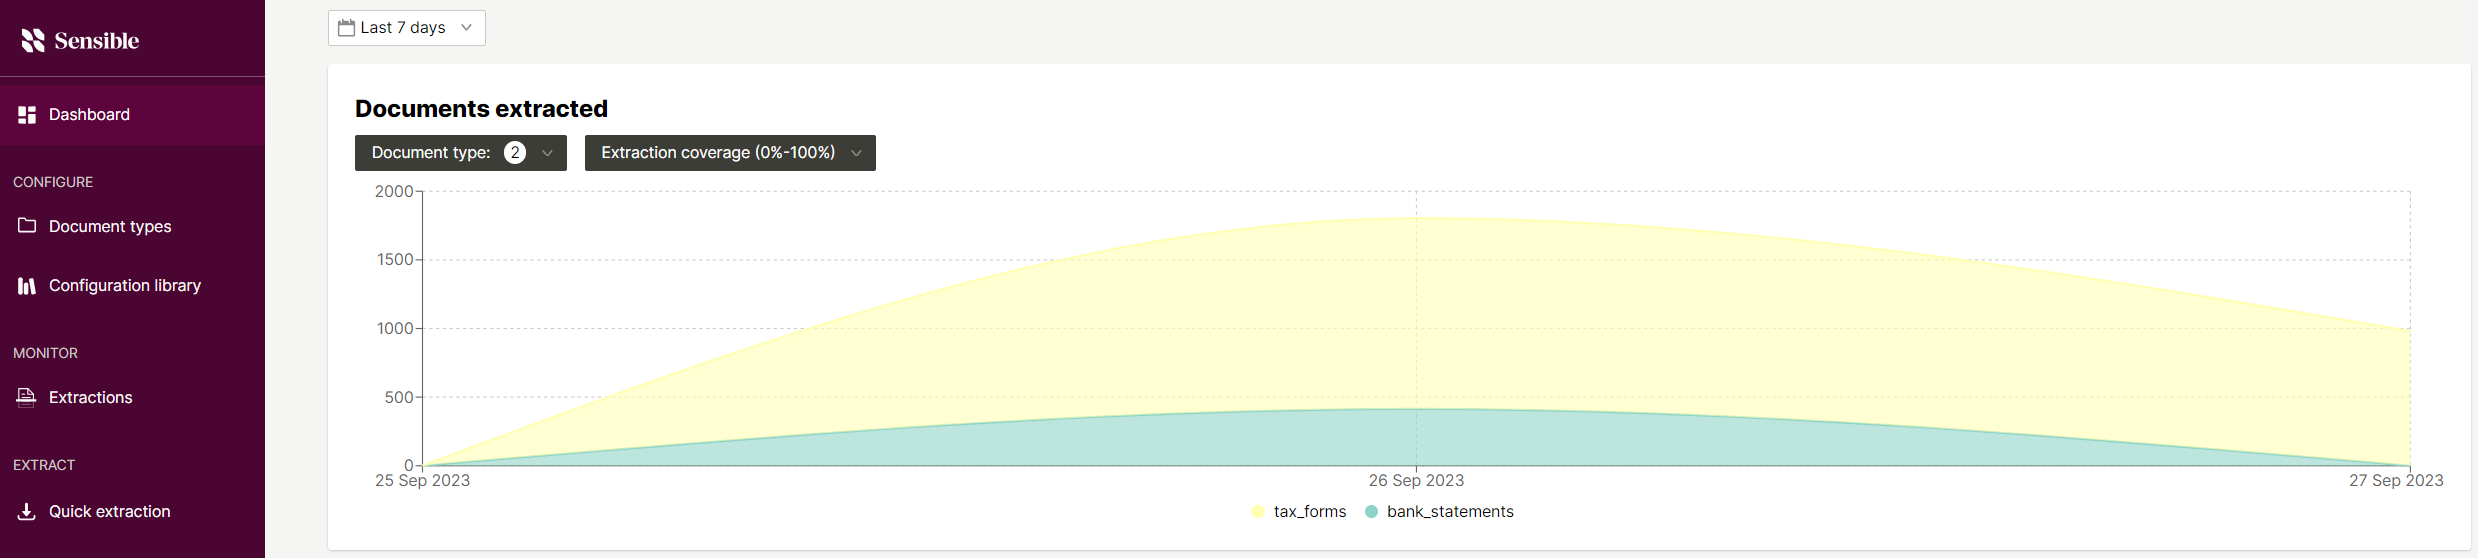 Sensible
Dashboard
CONFIGURE
Document types
Configuration library
MONITOR
Extractions
EXTRACT
Quick extraction
Last 7 days
Documents extracted
Document type: 2
Extraction coverage (0%-100%)
2000
1500
1000
500
0
25 Sep 2023
26 Sep 2023
27 Sep 2023
tax_forms
bank_statements